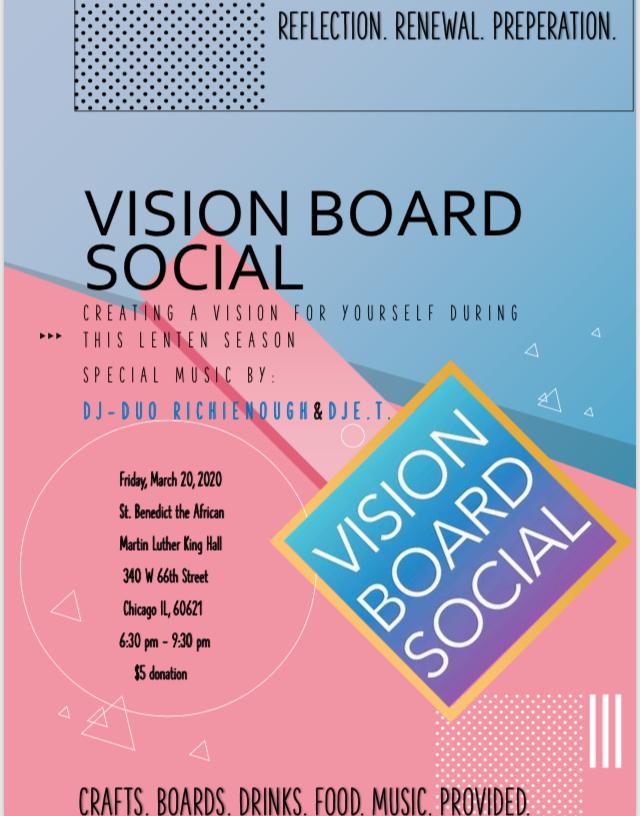 REFLECTION. RENEWAL. PREPERATION.
VISION BOARD
SOCIAL
CREATING A VISION FOR YOURSELF DURING
THIS LENTEN SEASON
SPECIAL MUSIC BY:
DJ-DUO RICHIENOUGH&DJE.T.
Friday, March 20, 2020
St. Benedict the African
Martin Luther King Hall
340 W 66th Street
Chicago IL, 60621
6:30 pm - 9:30 pm
$5 donation
VISION
BOARD
SOCIAL
CRAFTS. BOARDS. DRINKS. FOOD. MUSIC. PROVIDED.